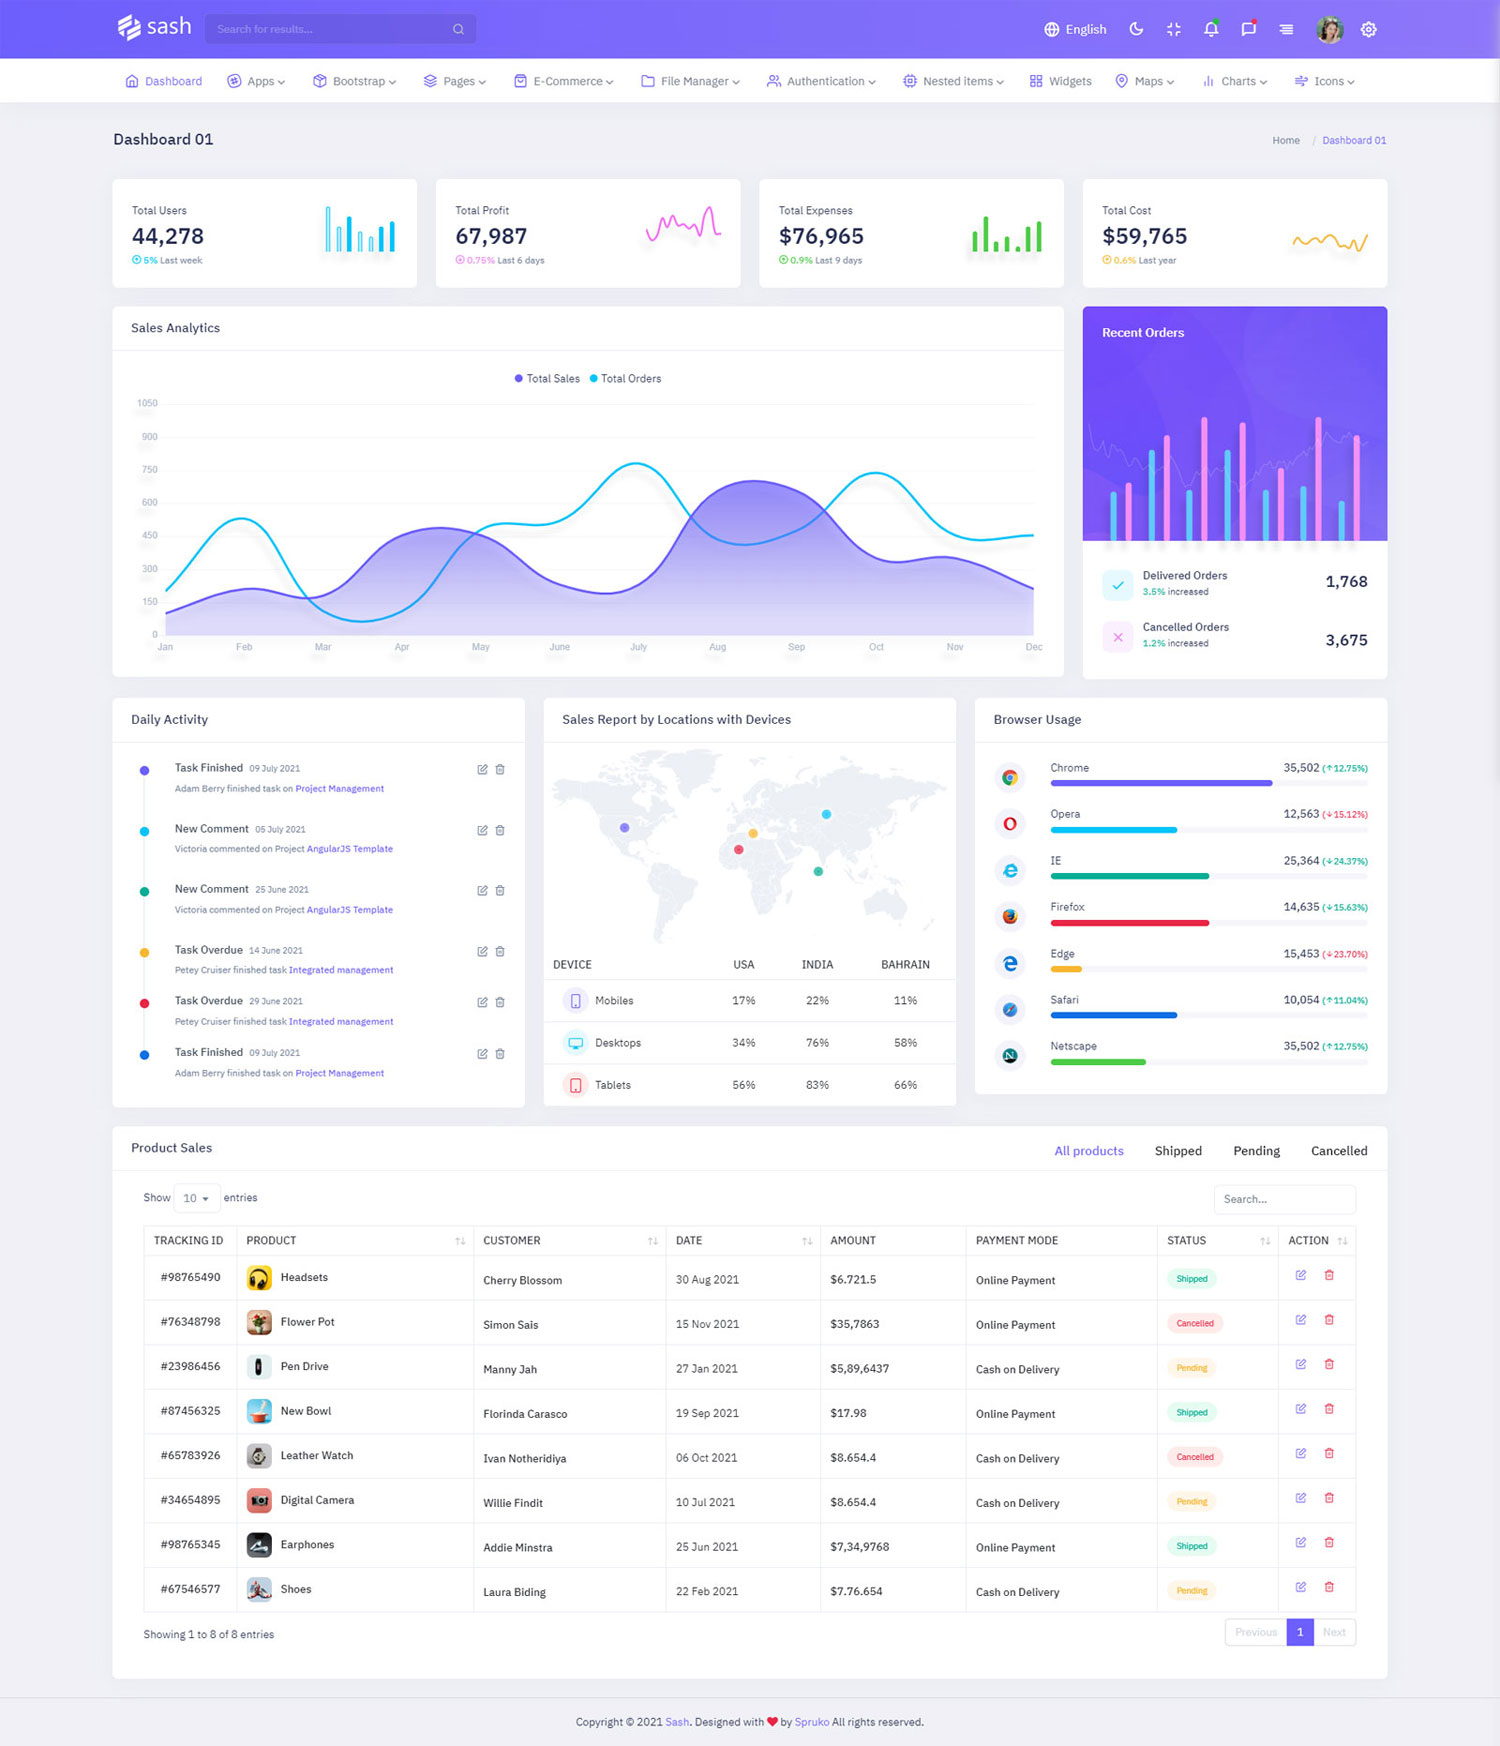 sash Search for results... English
Dashboard Apps Bootstrap Pages E-Commerce File Manager Authentication Nested items Widgets Maps Charts Icons
Dashboard 01 Home / Dashboard 01
Total Users
44,278
5% Last week
Total Profit
67,987
0.75% Last 6 days
Total Expenses
$76,965
0.9% Last 9 days
Total Cost
$59,765
0.6% Last year
Sales Analytics
Total Sales Total Orders
1050
900
750
600
450
300
150
0
Jan Feb Mar Apr May June July Aug Sep Oct Nov Dec
Recent Orders
Delivered Orders
3.5% increased
1,768
Cancelled Orders
1.2% increased
3,675
Daily Activity
Task Finished 09 July 2021
Adam Berry finished task on Project Management
New Comment 05 July 2021
Victoria commented on Project AngularJS Template
New Comment 25 June 2021
Victoria commented on Project AngularJS Template
Task Overdue 14 June 2021
Petey Cruiser finished task Integrated management
Task Overdue 29 June 2021
Petey Cruiser finished task Integrated management
Task Finished 09 July 2021
Adam Berry finished task on Project Management
Sales Report by Locations with Devices
DEVICE USA INDIA BAHRAIN
Mobiles 17% 22% 11%
Desktops 34% 76% 58%
Tablets 56% 83% 66%
Browser Usage
Chrome 35,502 (↑12.75%)
Opera 12,563 (↓15.12%)
IE 25,364 (↓24.37%)
Firefox 14,635 (↓15.63%)
Edge 15,453 (↓23.70%)
Safari 10,054 (↑11.04%)
Netscape 35,502 (↑12.75%)
Product Sales All products Shipped Pending Cancelled
Show 10 entries Search...
TRACKING ID PRODUCT CUSTOMER DATE AMOUNT PAYMENT MODE STATUS ACTION
#98765490 Headsets Cherry Blossom 30 Aug 2021 $6.721.5 Online Payment Shipped
#76348798 Flower Pot Simon Sais 15 Nov 2021 $35,7863 Online Payment Cancelled
#23986456 Pen Drive Manny Jah 27 Jan 2021 $5,89,6437 Cash on Delivery Pending
#87456325 New Bowl Florinda Carasco 19 Sep 2021 $17.98 Online Payment Shipped
#65783926 Leather Watch Ivan Notheridiya 06 Oct 2021 $8.654.4 Cash on Delivery Cancelled
#34654895 Digital Camera Willie Findit 10 Jul 2021 $8.654.4 Cash on Delivery Pending
#98765345 Earphones Addie Minstra 25 Jun 2021 $7,34,9768 Online Payment Shipped
#67546577 Shoes Laura Biding 22 Feb 2021 $7.76.654 Cash on Delivery Pending
Showing 1 to 8 of 8 entries Previous 1 Next
Copyright © 2021 Sash. Designed with ❤ by Spruko All rights reserved.